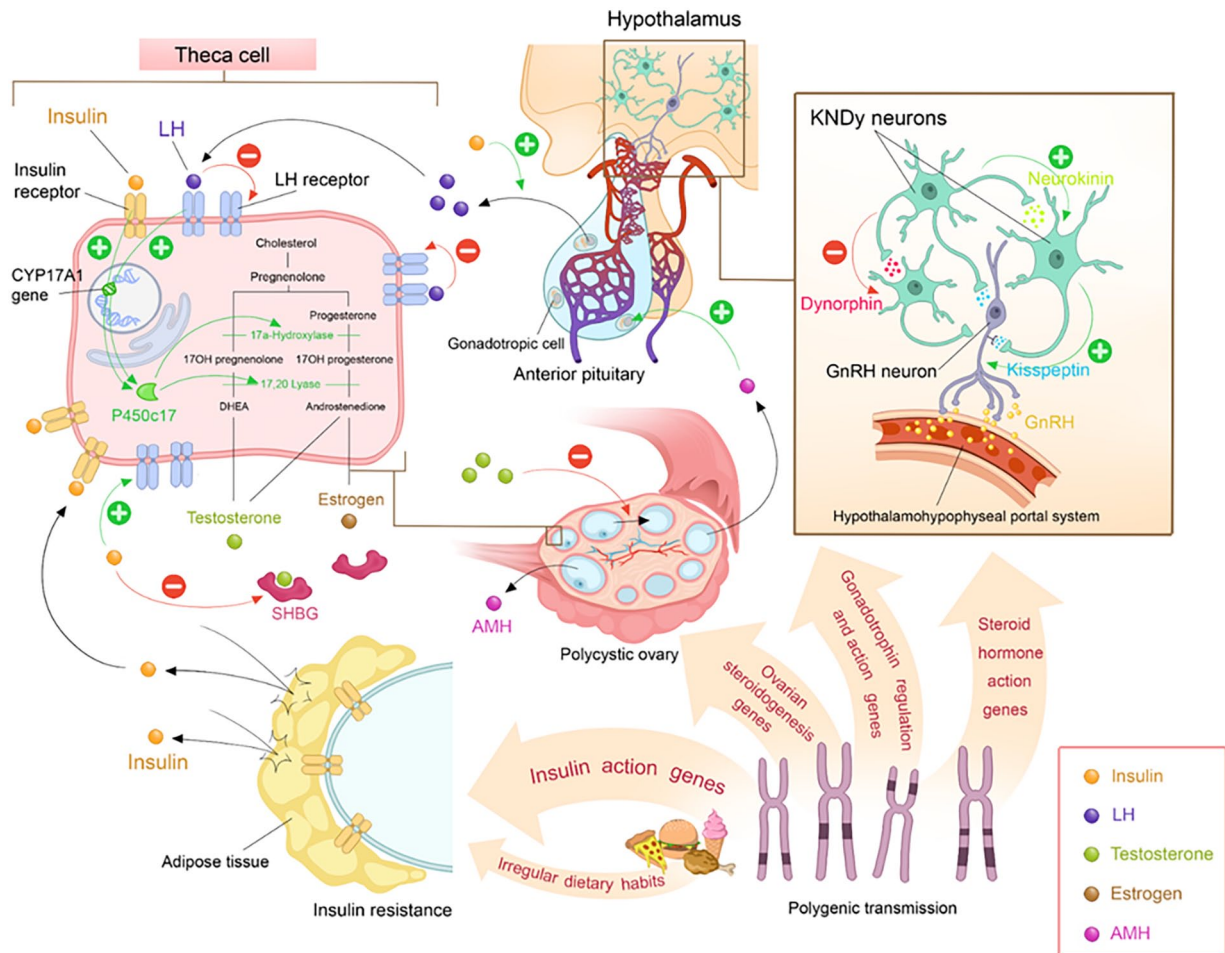 Hypothalamus
Theca cell
Insulin
LH
Insulin
receptor
LH receptor
CYP17A1
gene
Cholesterol
Pregnenolone
Progesterone
17a-Hydroxylase
17OH pregnenolone
17OH progesterone
17,20 Lyase
P450c17
DHEA
Androstenedione
Testosterone
Estrogen
SHBG
Gonadotropic cell
Anterior pituitary
KNDy neurons
Neurokinin
Dynorphin
GnRH neuron
Kisspeptin
GnRH
Hypothalamohypophyseal portal system
AMH
Polycystic ovary
Insulin
Adipose tissue
Insulin resistance
Ovarian
steroidogenesis
genes
Gonadotrophin regulation
and action genes
Steroid
hormone
action
genes
Insulin action genes
Irregular dietary habits
Polygenic transmission
Insulin
LH
Testosterone
Estrogen
AMH